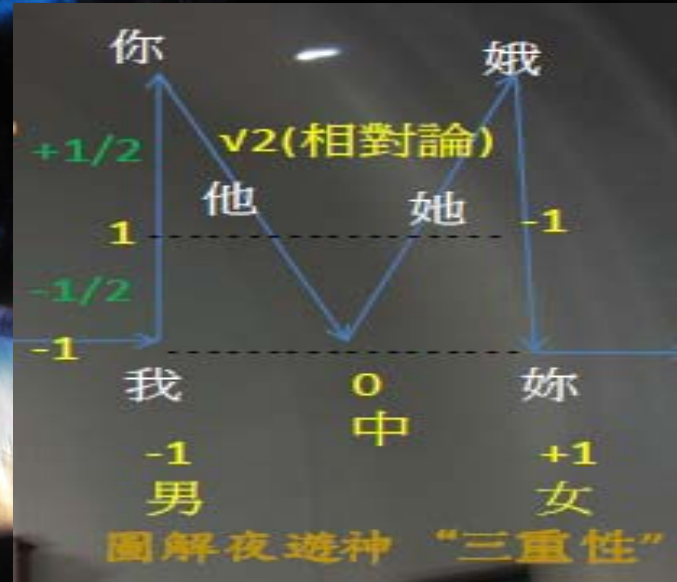 你 娥
+1/2 √2(相對論)
他 她
1 -1
-1/2
-1
我 0 妳
中
-1 +1
男 女
圖解夜遊神 “三重性”